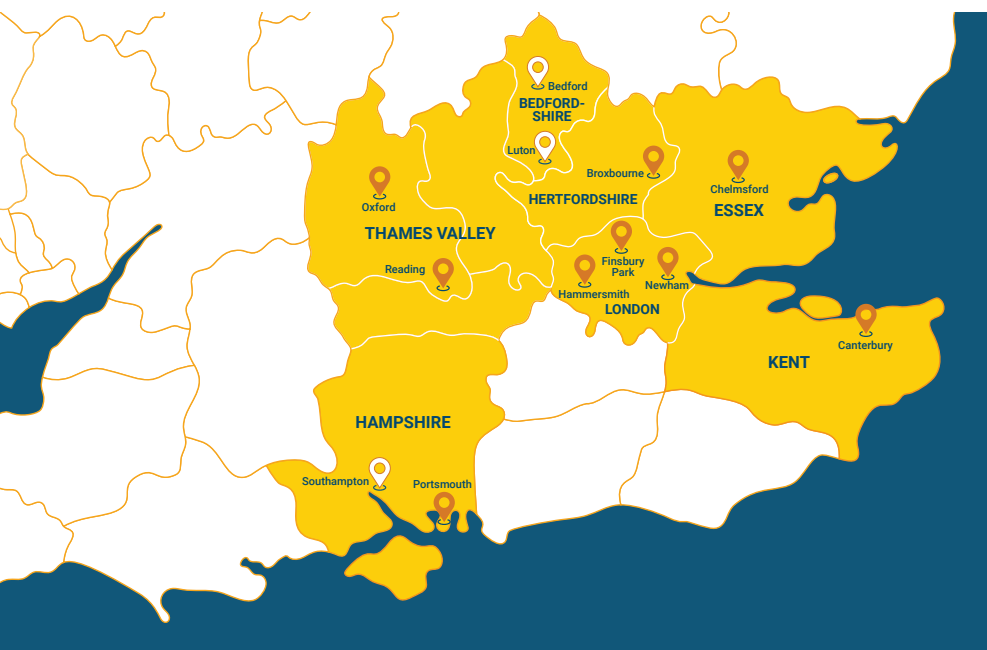 Bedford
BEDFORD-
SHIRE
Luton
Broxbourne
Chelmsford
Oxford
HERTFORDSHIRE
ESSEX
THAMES VALLEY
Finsbury
Park
Reading
Newham
Hammersmith
LONDON
Canterbury
KENT
HAMPSHIRE
Southampton
Portsmouth